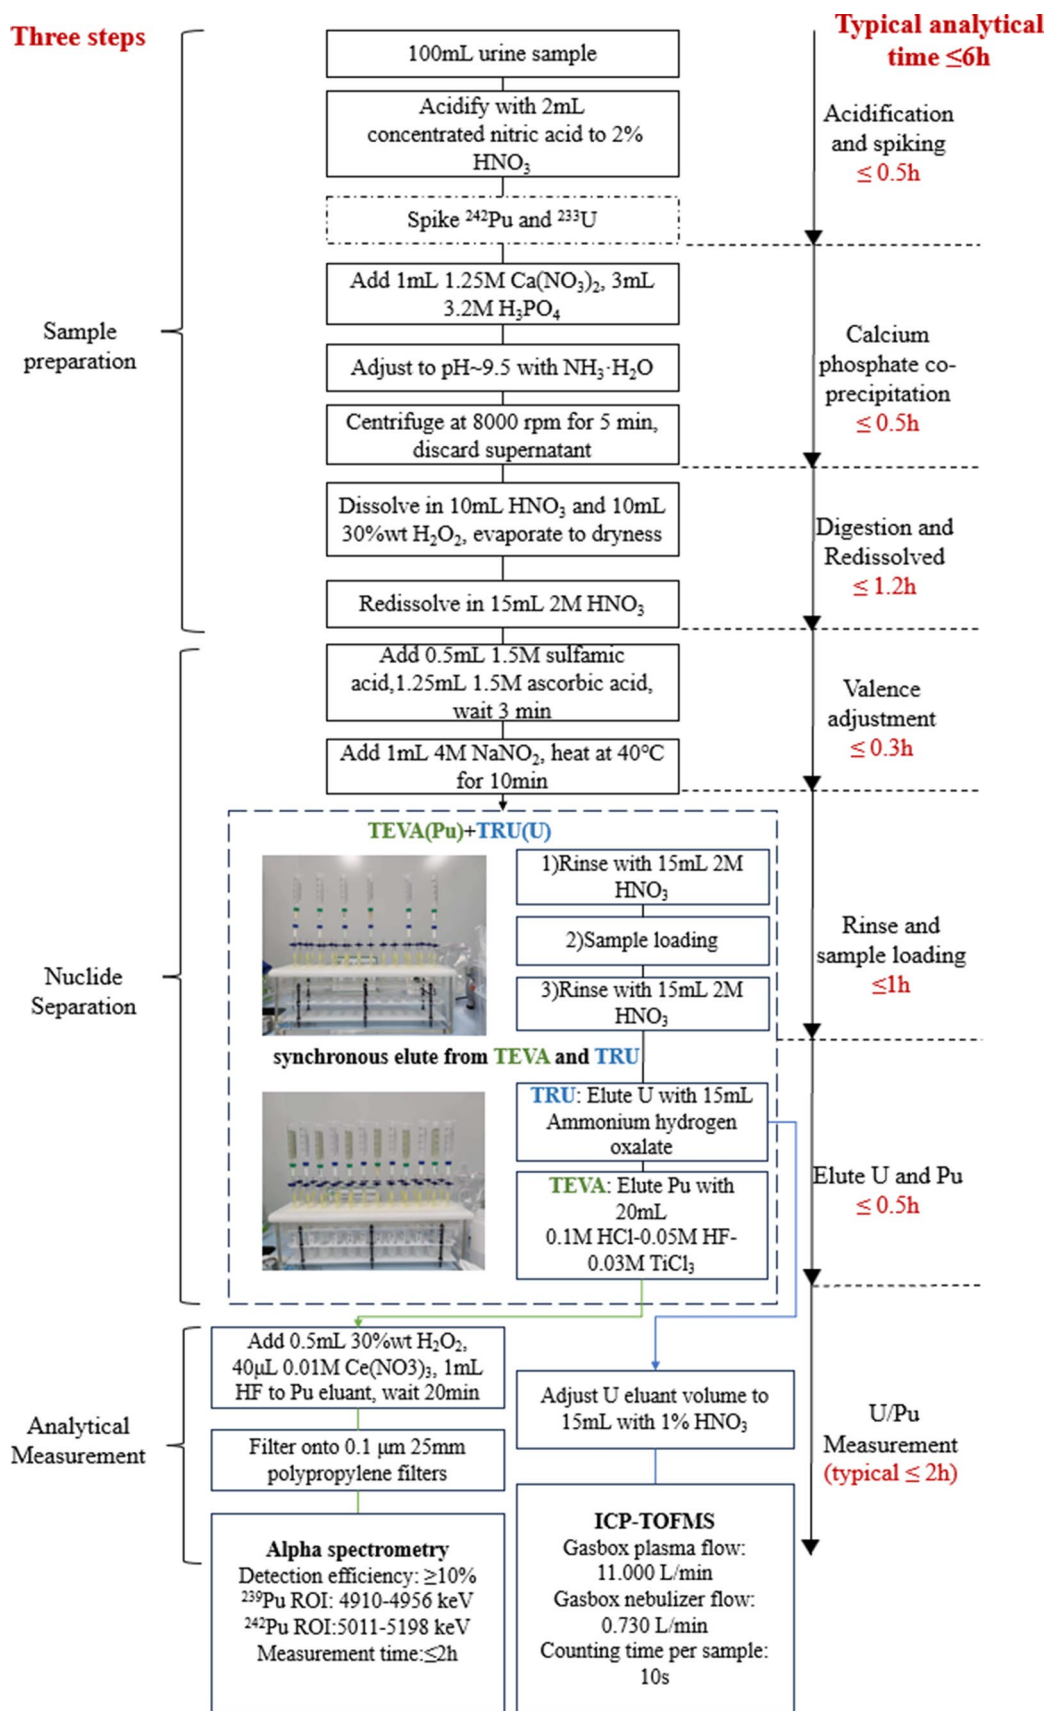 Three steps
Typical analytical
time ≤6h
100mL urine sample
Acidify with 2mL
concentrated nitric acid to 2%
HNO₃
Spike ²⁴²Pu and ²³³U
Acidification
and spiking
≤ 0.5h
Sample
preparation
Add 1mL 1.25M Ca(NO₃)₂, 3mL
3.2M H₃PO₄
Adjust to pH~9.5 with NH₃·H₂O
Centrifuge at 8000 rpm for 5 min,
discard supernatant
Calcium
phosphate co-
precipitation
≤ 0.5h
Dissolve in 10mL HNO₃ and 10mL
30%wt H₂O₂, evaporate to dryness
Redissolve in 15mL 2M HNO₃
Digestion and
Redissolved
≤ 1.2h
Add 0.5mL 1.5M sulfamic
acid,1.25mL 1.5M ascorbic acid,
wait 3 min
Add 1mL 4M NaNO₂, heat at 40°C
for 10min
Valence
adjustment
≤ 0.3h
Nuclide
Separation
TEVA(Pu)+TRU(U)
1)Rinse with 15mL 2M
HNO₃
2)Sample loading
3)Rinse with 15mL 2M
HNO₃
Rinse and
sample loading
≤1h
synchronous elute from TEVA and TRU
TRU: Elute U with 15mL
Ammonium hydrogen
oxalate
TEVA: Elute Pu with
20mL
0.1M HCl-0.05M HF-
0.03M TiCl₃
Elute U and Pu
≤ 0.5h
Analytical
Measurement
Add 0.5mL 30%wt H₂O₂,
40μL 0.01M Ce(NO3)₃, 1mL
HF to Pu eluant, wait 20min
Filter onto 0.1 μm 25mm
polypropylene filters
Alpha spectrometry
Detection efficiency: ≥10%
²³⁹Pu ROI: 4910-4956 keV
²⁴²Pu ROI:5011-5198 keV
Measurement time:≤2h
Adjust U eluant volume to
15mL with 1% HNO₃
ICP-TOFMS
Gasbox plasma flow:
11.000 L/min
Gasbox nebulizer flow:
0.730 L/min
Counting time per sample:
10s
U/Pu
Measurement
(typical ≤ 2h)